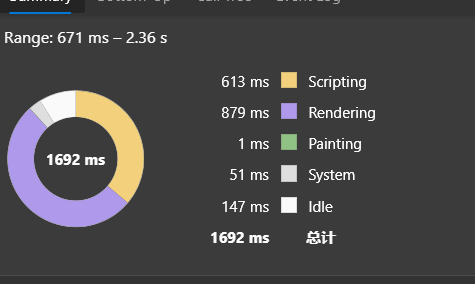 Summary Bottom-Up Call Tree Event Log
Range: 671 ms – 2.36 s
613 ms Scripting
879 ms Rendering
1692 ms
1 ms Painting
51 ms System
147 ms Idle
1692 ms 总计